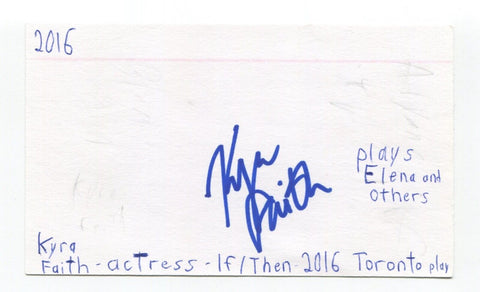 2016
Kyra
Faith
plays
Elena and
others
Kyra
Faith - actress - If/Then - 2016 Toronto play